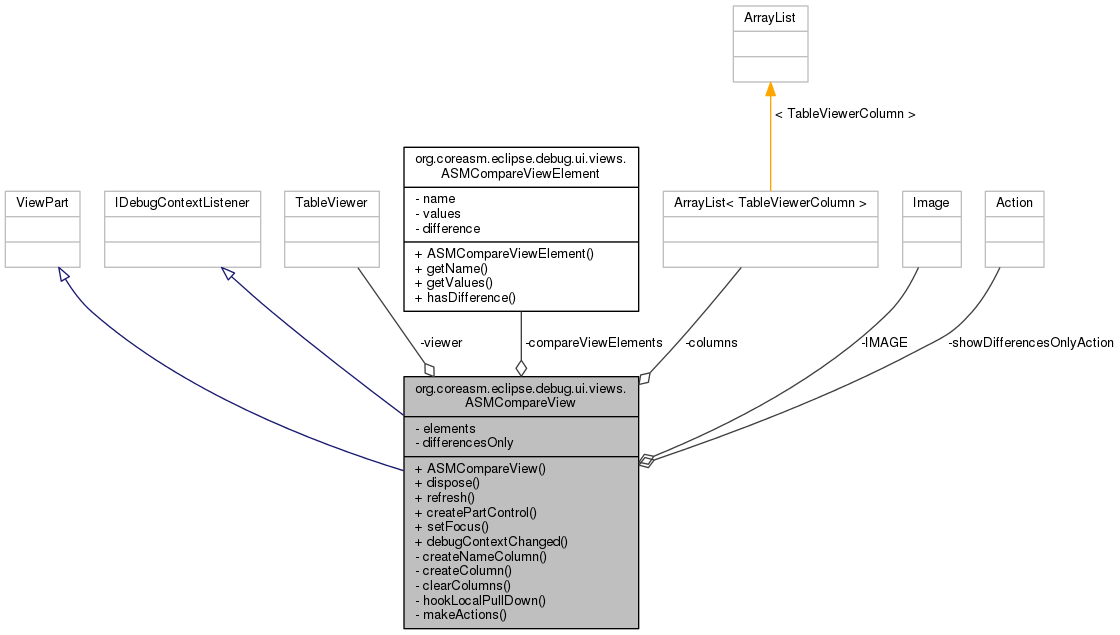 ArrayList
< TableViewerColumn >
org.coreasm.eclipse.debug.ui.views.
ASMCompareViewElement
- name
- values
- difference
+ ASMCompareViewElement()
+ getName()
+ getValues()
+ hasDifference()
ViewPart
IDebugContextListener
TableViewer
ArrayList< TableViewerColumn >
Image
Action
-viewer
-compareViewElements
-columns
-IMAGE
-showDifferencesOnlyAction
org.coreasm.eclipse.debug.ui.views.
ASMCompareView
- elements
- differencesOnly
+ ASMCompareView()
+ dispose()
+ refresh()
+ createPartControl()
+ setFocus()
+ debugContextChanged()
- createNameColumn()
- createColumn()
- clearColumns()
- hookLocalPullDown()
- makeActions()